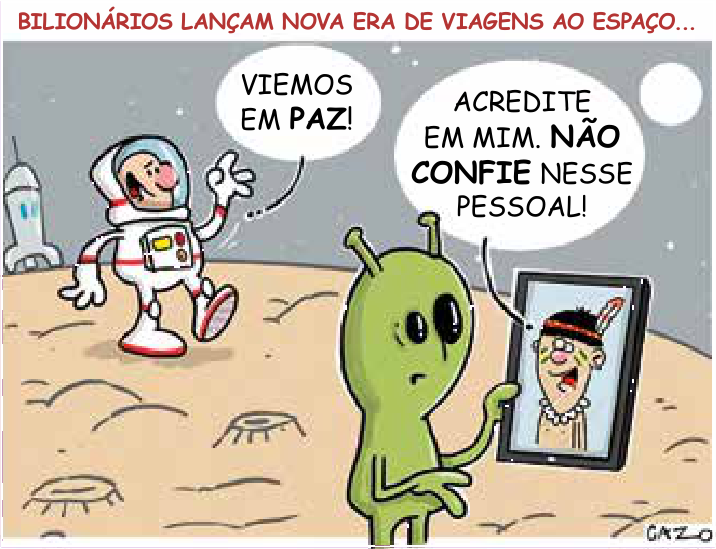 BILIONÁRIOS LANÇAM NOVA ERA DE VIAGENS AO ESPAÇO...
VIEMOS
EM PAZ!
ACREDITE
EM MIM. NÃO
CONFIE NESSE
PESSOAL!
CAZO